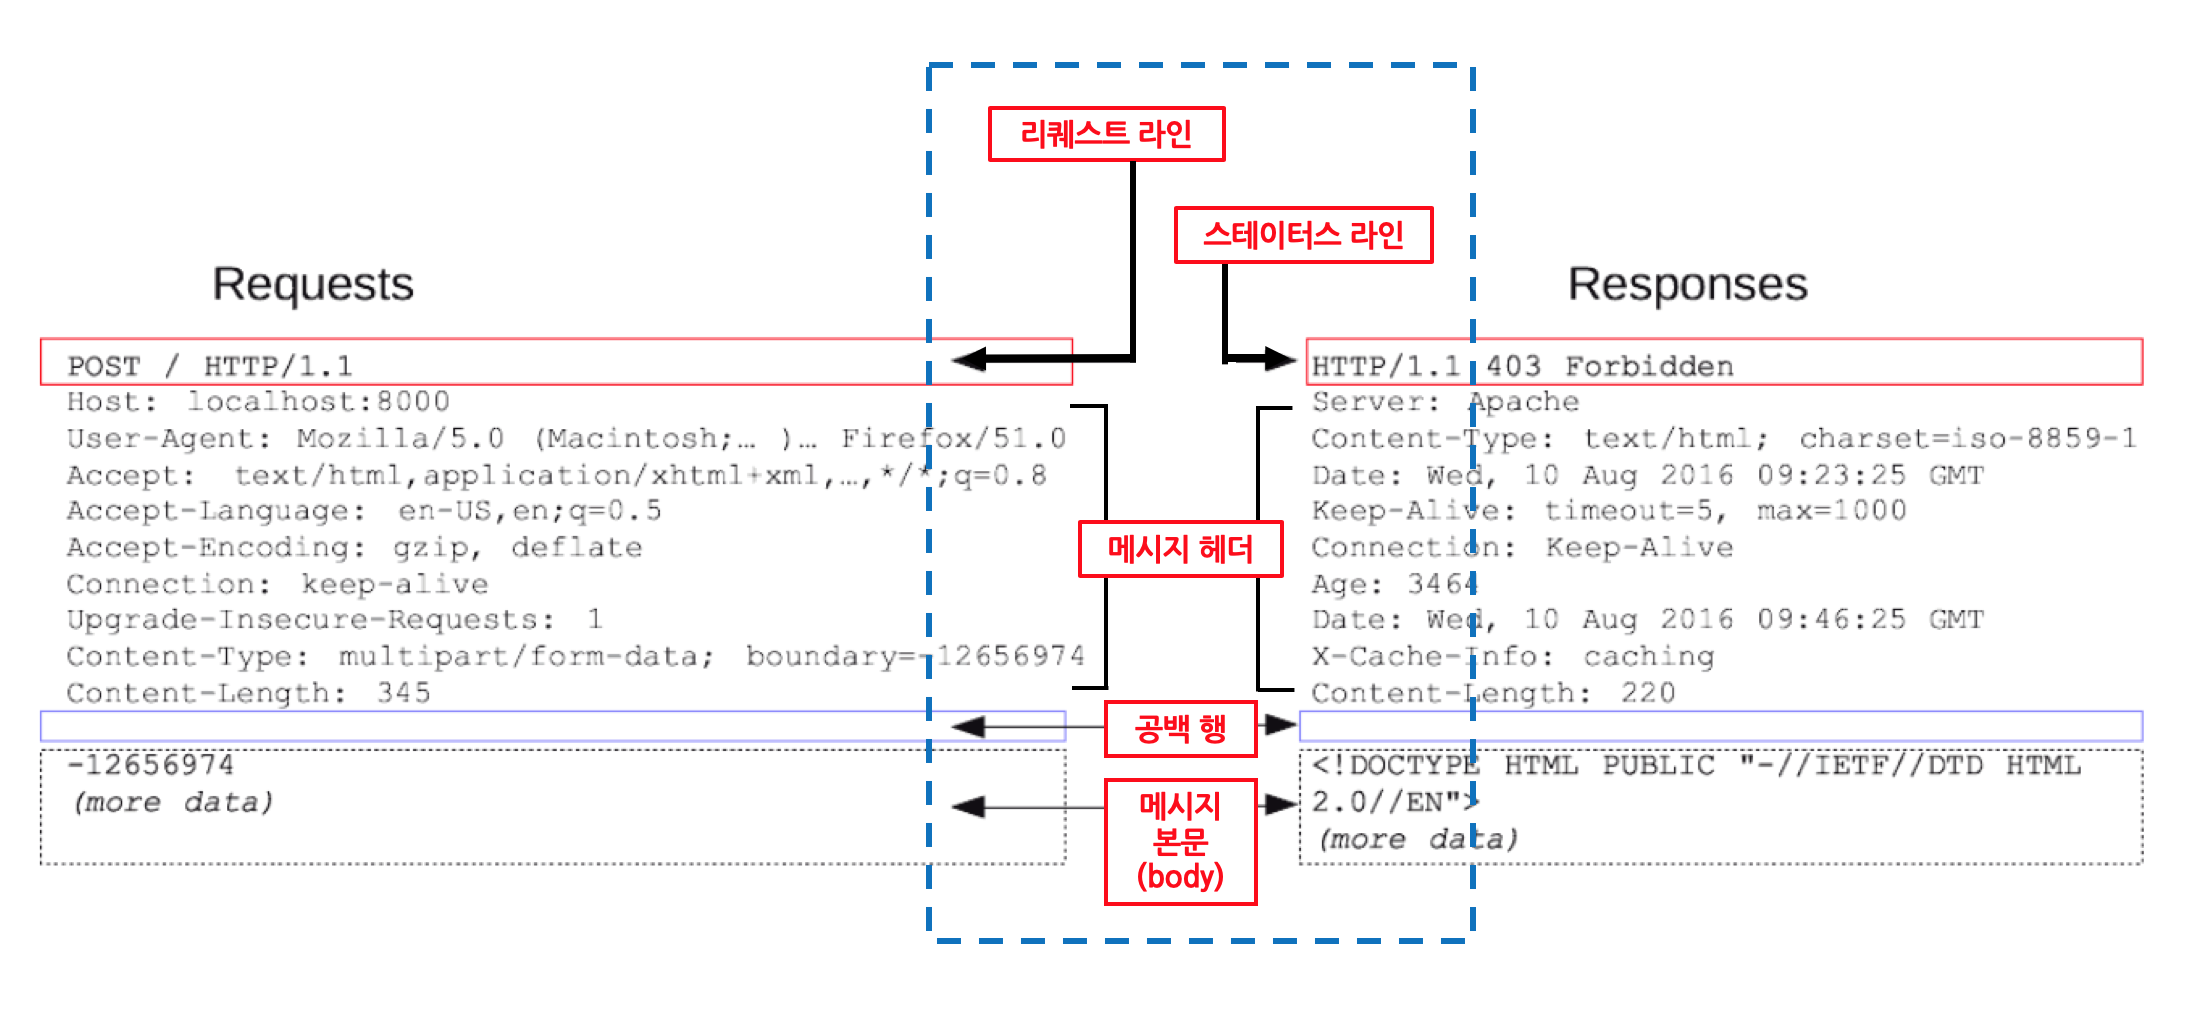 리퀘스트 라인
스테이터스 라인
Requests
POST / HTTP/1.1
Host: localhost:8000
User-Agent: Mozilla/5.0 (Macintosh;… )… Firefox/51.0
Accept: text/html,application/xhtml+xml,…,*/*;q=0.8
Accept-Language: en-US,en;q=0.5
Accept-Encoding: gzip, deflate
Connection: keep-alive
Upgrade-Insecure-Requests: 1
Content-Type: multipart/form-data; boundary=-12656974
Content-Length: 345
-12656974
(more data)
메시지 헤더
공백 행
메시지
본문
(body)
Responses
HTTP/1.1 403 Forbidden
Server: Apache
Content-Type: text/html; charset=iso-8859-1
Date: Wed, 10 Aug 2016 09:23:25 GMT
Keep-Alive: timeout=5, max=1000
Connection: Keep-Alive
Age: 3464
Date: Wed, 10 Aug 2016 09:46:25 GMT
X-Cache-Info: caching
Content-Length: 220
<!DOCTYPE HTML PUBLIC "-//IETF//DTD HTML
2.0//EN">
(more data)